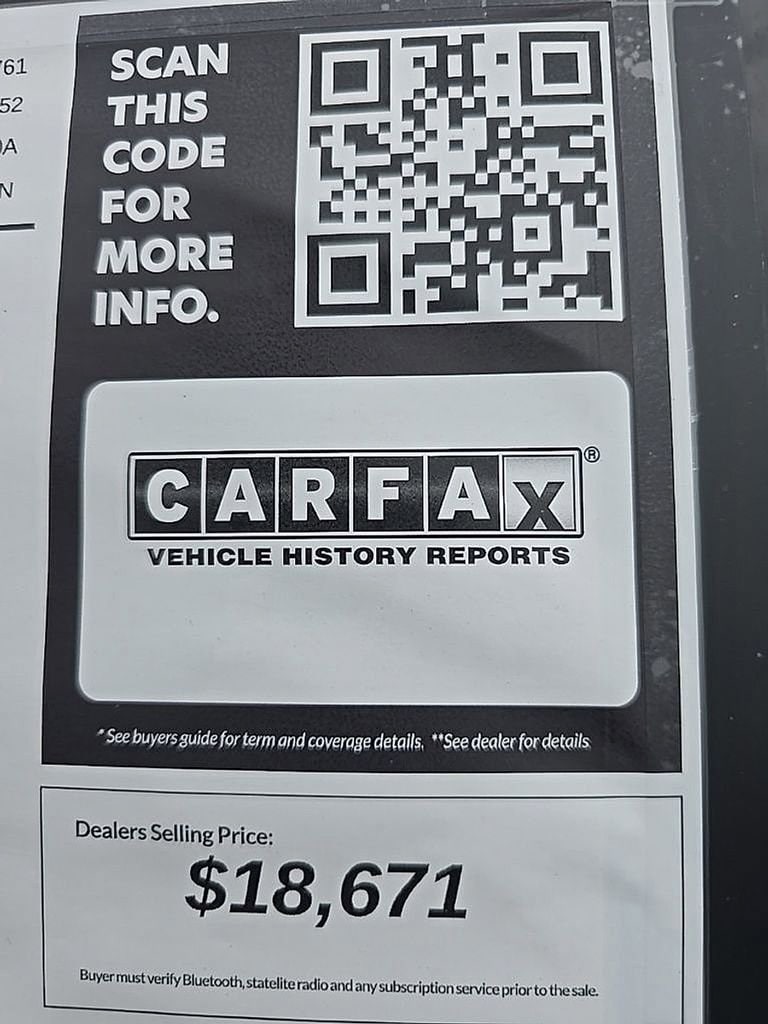 761
52
A
N
SCAN
THIS
CODE
FOR
MORE
INFO.
CARFAX®
VEHICLE HISTORY REPORTS
* See buyers guide for term and coverage details. **See dealer for details
Dealers Selling Price:
$18,671
Buyer must verify Bluetooth, statelite radio and any subscription service prior to the sale.